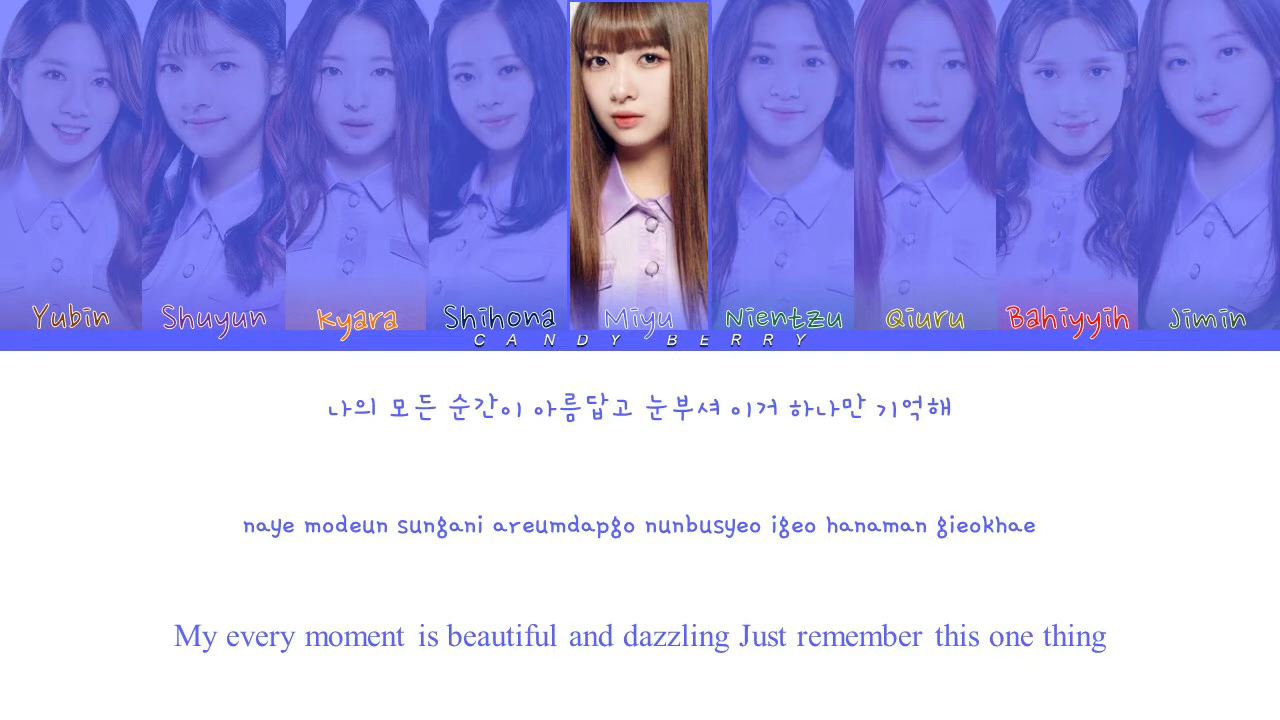 Yubin Shuyun Kyara Shihona Miyu Nientzu Qiuru Bahiyyih Jimin
CANDY BERRY
나의 모든 순간이 아름답고 눈부셔 이거 하나만 기억해
naye modeun sungani areumdapgo nunbusyeo igeo hanaman gieokhae
My every moment is beautiful and dazzling Just remember this one thing